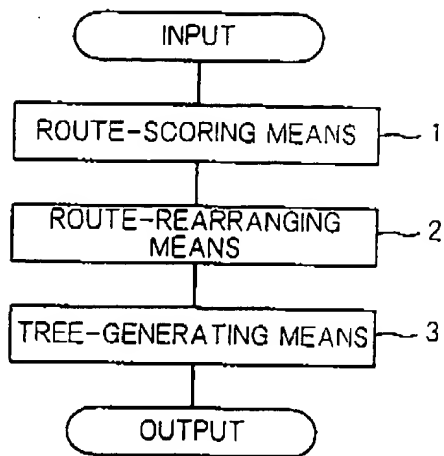 INPUT
ROUTE-SCORING MEANS
1
ROUTE-REARRANGING
MEANS
2
TREE-GENERATING MEANS
3
OUTPUT